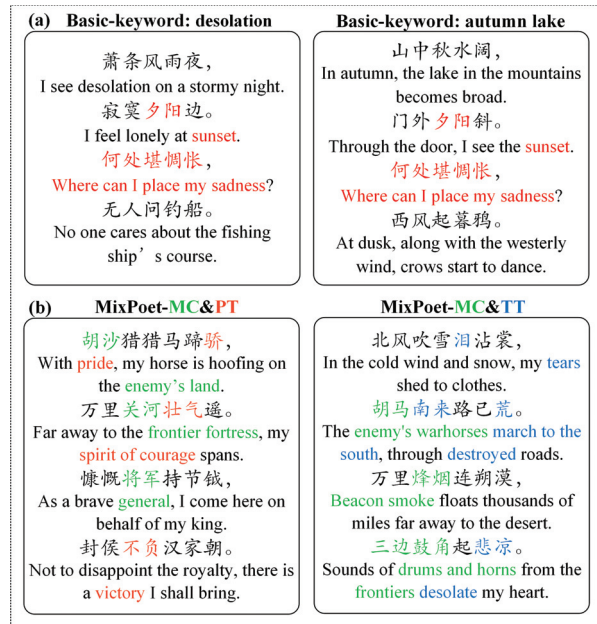 (a) Basic-keyword: desolation
萧条风雨夜，
I see desolation on a stormy night.
寂寞夕阳边。
I feel lonely at sunset.
何处堪惆怅，
Where can I place my sadness?
无人问钓船。
No one cares about the fishing
ship's course.
Basic-keyword: autumn lake
山中秋水阔，
In autumn, the lake in the mountains
becomes broad.
门外夕阳斜。
Through the door, I see the sunset.
何处堪惆怅，
Where can I place my sadness?
西风起暮鸦。
At dusk, along with the westerly
wind, crows start to dance.
(b) MixPoet-MC&PT
胡沙猎猎马蹄骄，
With pride, my horse is hoofing on
the enemy's land.
万里关河壮气遥。
Far away to the frontier fortress, my
spirit of courage spans.
慷慨将军持节钺，
As a brave general, I come here on
behalf of my king.
封侯不负汉家朝。
Not to disappoint the royalty, there is
a victory I shall bring.
MixPoet-MC&TT
北风吹雪泪沾裳，
In the cold wind and snow, my tears
shed to clothes.
胡马南来路已荒。
The enemy's warhorses march to the
south, through destroyed roads.
万里烽烟连朔漠，
Beacon smoke floats thousands of
miles far away to the desert.
三边鼓角起悲凉。
Sounds of drums and horns from the
frontiers desolate my heart.